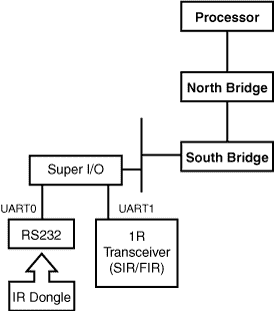 Processor
North Bridge
South Bridge
Super I/O
UART0
UART1
RS232
1R
Transceiver
(SIR/FIR)
IR Dongle